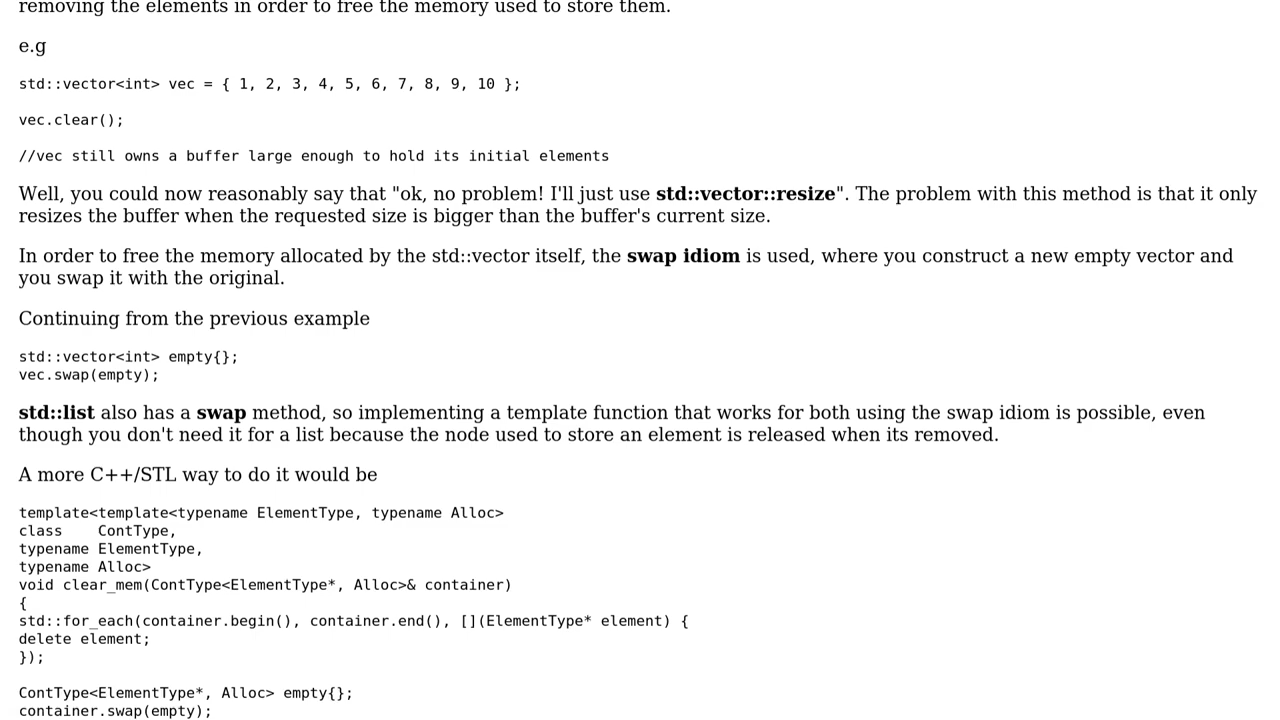 removing the elements in order to free the memory used to store them.
e.g
std::vector<int> vec = { 1, 2, 3, 4, 5, 6, 7, 8, 9, 10 };
vec.clear();
//vec still owns a buffer large enough to hold its initial elements
Well, you could now reasonably say that "ok, no problem! I'll just use std::vector::resize". The problem with this method is that it only
resizes the buffer when the requested size is bigger than the buffer's current size.
In order to free the memory allocated by the std::vector itself, the swap idiom is used, where you construct a new empty vector and
you swap it with the original.
Continuing from the previous example
std::vector<int> empty{};
vec.swap(empty);
std::list also has a swap method, so implementing a template function that works for both using the swap idiom is possible, even
though you don't need it for a list because the node used to store an element is released when its removed.
A more C++/STL way to do it would be
template<template<typename ElementType, typename Alloc>
class    ContType,
typename ElementType,
typename Alloc>
void clear_mem(ContType<ElementType*, Alloc>& container)
{
std::for_each(container.begin(), container.end(), [](ElementType* element) {
delete element;
});
ContType<ElementType*, Alloc> empty{};
container.swap(empty);